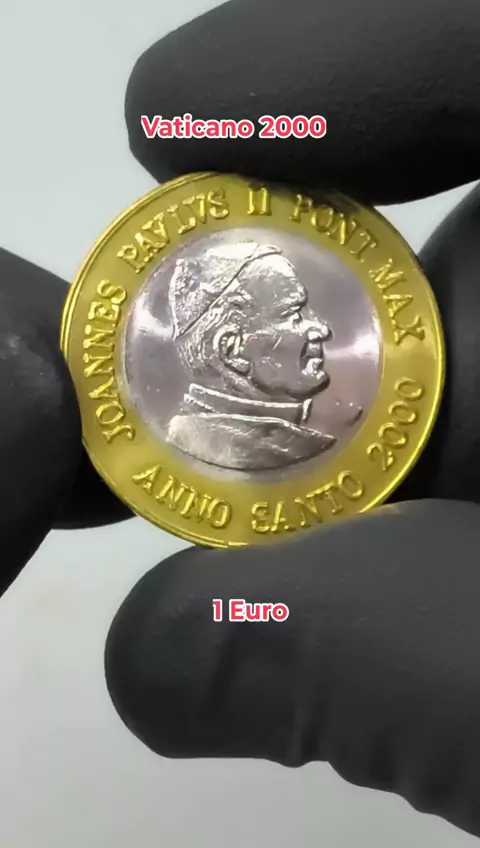 Vaticano 2000
JOANNES PAVLVS II PONT MAX
ANNO SANTO 2000
1 Euro